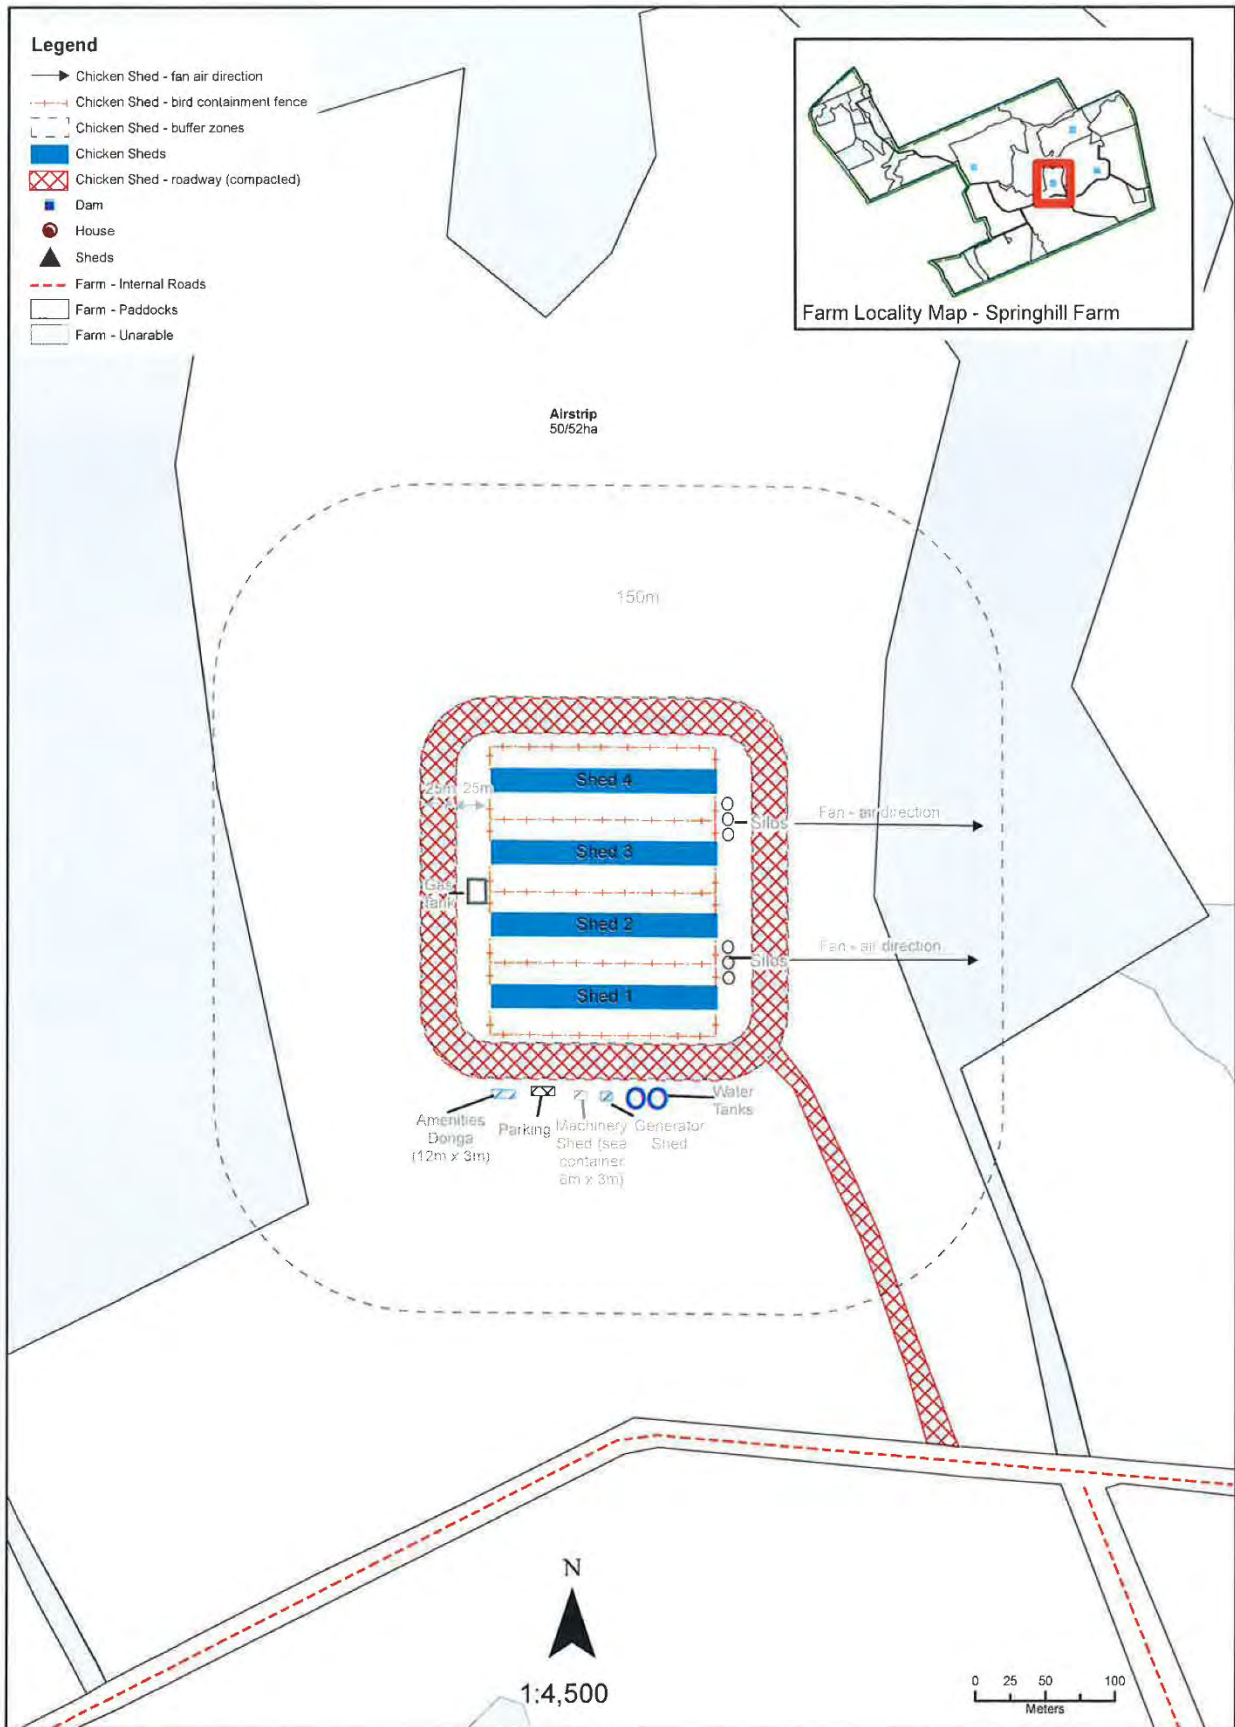 Legend
Chicken Shed - fan air direction
Chicken Shed - bird containment fence
Chicken Shed - buffer zones
Chicken Sheds
Chicken Shed - roadway (compacted)
Dam
House
Sheds
Farm - Internal Roads
Farm - Paddocks
Farm - Unarable
Farm Locality Map - Springhill Farm
Airstrip
50/52ha
150m
Shed 4
25m 25m
Silos
Fan - air direction
Shed 3
Gas
Tank
Shed 2
Fan - air direction
Silos
Shed 1
Amenities
Donga
(12m x 3m)
Parking
Machinery
Shed (sea
container
6m x 3m)
Generator
Shed
Water
Tanks
N
1:4,500
0 25 50 100
Meters